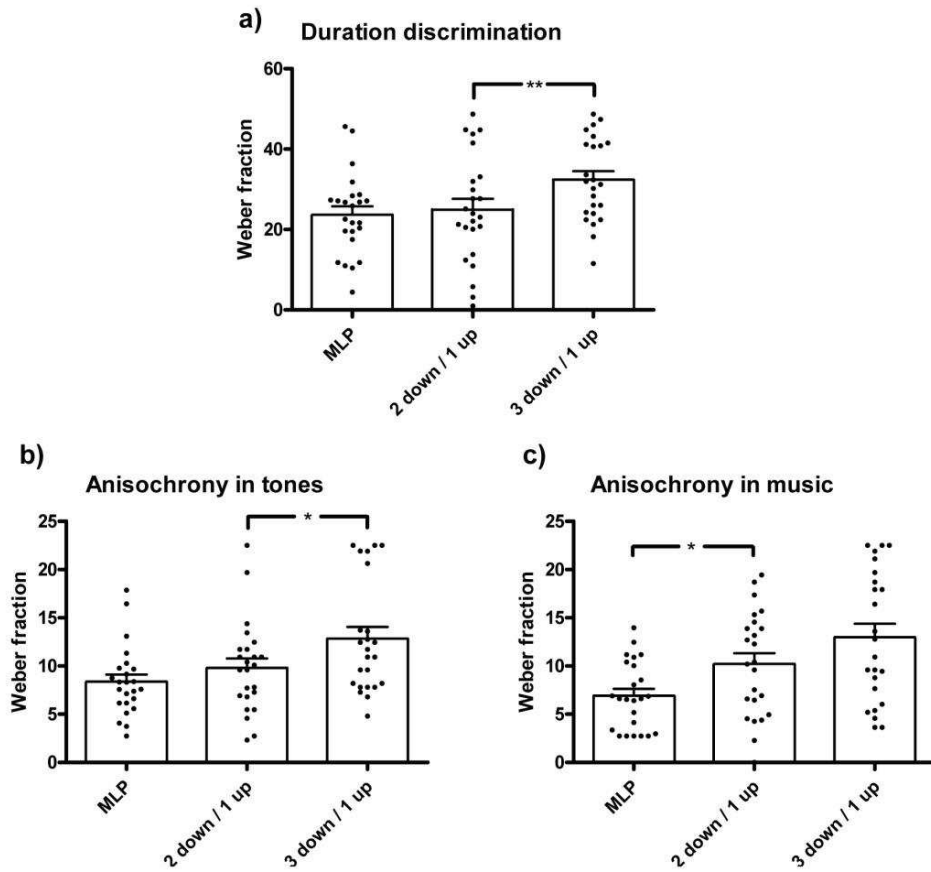 a)
Duration discrimination
Weber fraction
60
40
20
0
**
MLP
2 down / 1 up
3 down / 1 up
b)
Anisochrony in tones
Weber fraction
25
20
15
10
5
0
*
MLP
2 down / 1 up
3 down / 1 up
c)
Anisochrony in music
Weber fraction
25
20
15
10
5
0
*
MLP
2 down / 1 up
3 down / 1 up